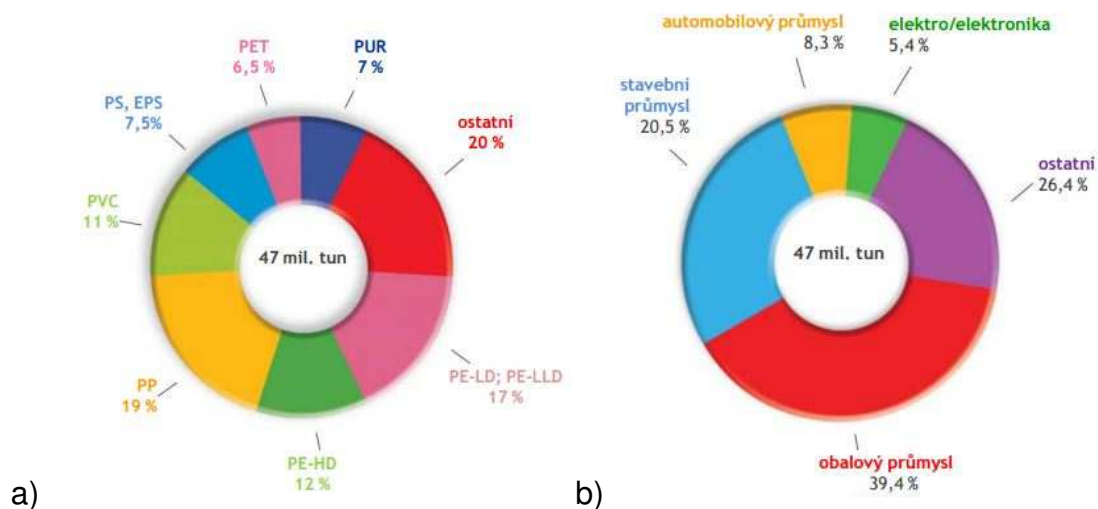 PET
6,5 %
PUR
7 %
PS, EPS
7,5%
ostatní
20 %
PVC
11 %
47 mil. tun
PP
19 %
PE-LD; PE-LLD
17 %
PE-HD
12 %
a)
automobilový průmysl
8,3 %
elektro/elektronika
5,4 %
stavební
průmysl
20,5 %
ostatní
26,4 %
47 mil. tun
obalový průmysl
39,4 %
b)